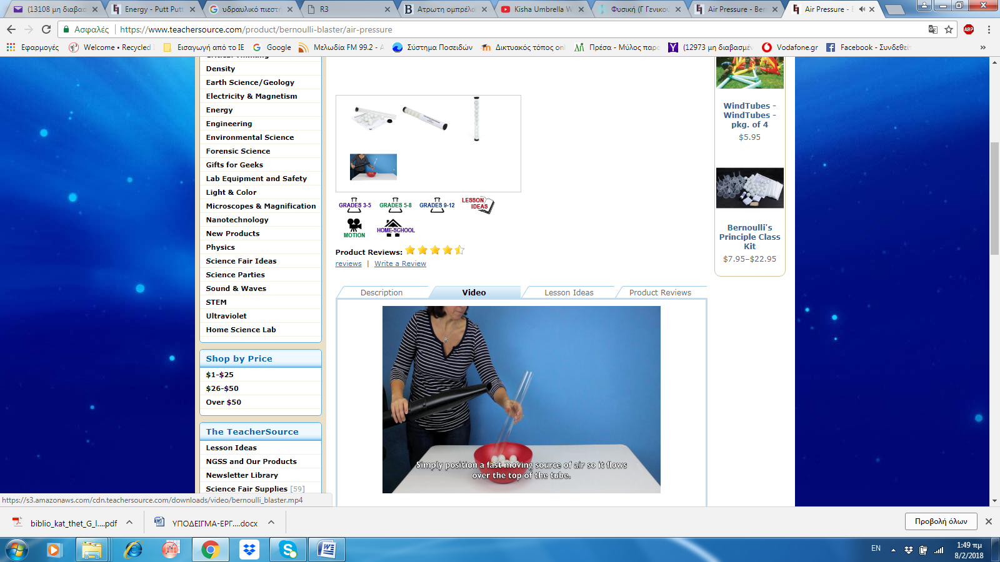 (13108 μη διαβασ
Energy - Putt Putt
υδραυλικό πιεστή
R3
Ατρωτη ομπρέλα
Kisha Umbrella W
Φυσική (Γ Γενικού
Air Pressure - Ber
Air Pressure - B
Ασφαλές
https://www.teachersource.com/product/bernoulli-blaster/air-pressure
ABP
Εφαρμογές
Welcome • Recycled
Εισαγωγή από το IE
Google
Μελωδία FM 99.2 - Α
Σύστημα Ποσειδών
Δικτυακός τόπος onl
Πρέσα - Μύλος παρα
(12973 μη διαβασμέν
Vodafone.gr
Facebook - Συνδεθεί
»
Critical Thinking
Density
Earth Science/Geology
Electricity & Magnetism
Energy
Engineering
Environmental Science
Forensic Science
Gifts for Geeks
Lab Equipment and Safety
Light & Color
Microscopes & Magnification
Nanotechnology
New Products
Physics
Science Fair Ideas
Science Parties
Sound & Waves
STEM
Ultraviolet
Home Science Lab
Shop by Price
$1-$25
$26-$50
Over $50
The TeacherSource
Lesson Ideas
NGSS and Our Products
Newsletter Library
Science Fair Supplies [59]
GRADES 3-5
GRADES 5-8
GRADES 9-12
LESSON
IDEAS
MOTION
HOME-SCHOOL
Product Reviews:
reviews | Write a Review
Description
Video
Lesson Ideas
Product Reviews
Simply position a fast moving source of air so it flows
over the top of the tube.
WindTubes -
WindTubes -
pkg. of 4
$5.95
Bernoulli's
Principle Class
Kit
$7.95–$22.95
https://s3.amazonaws.com/cdn.teachersource.com/downloads/video/bernoulli_blaster.mp4
biblio_kat_thet_G_l....pdf
ΥΠΟΔΕΙΓΜΑ-ΕΡΓ....docx
Προβολή όλων
EN
1:49 πμ
8/2/2018